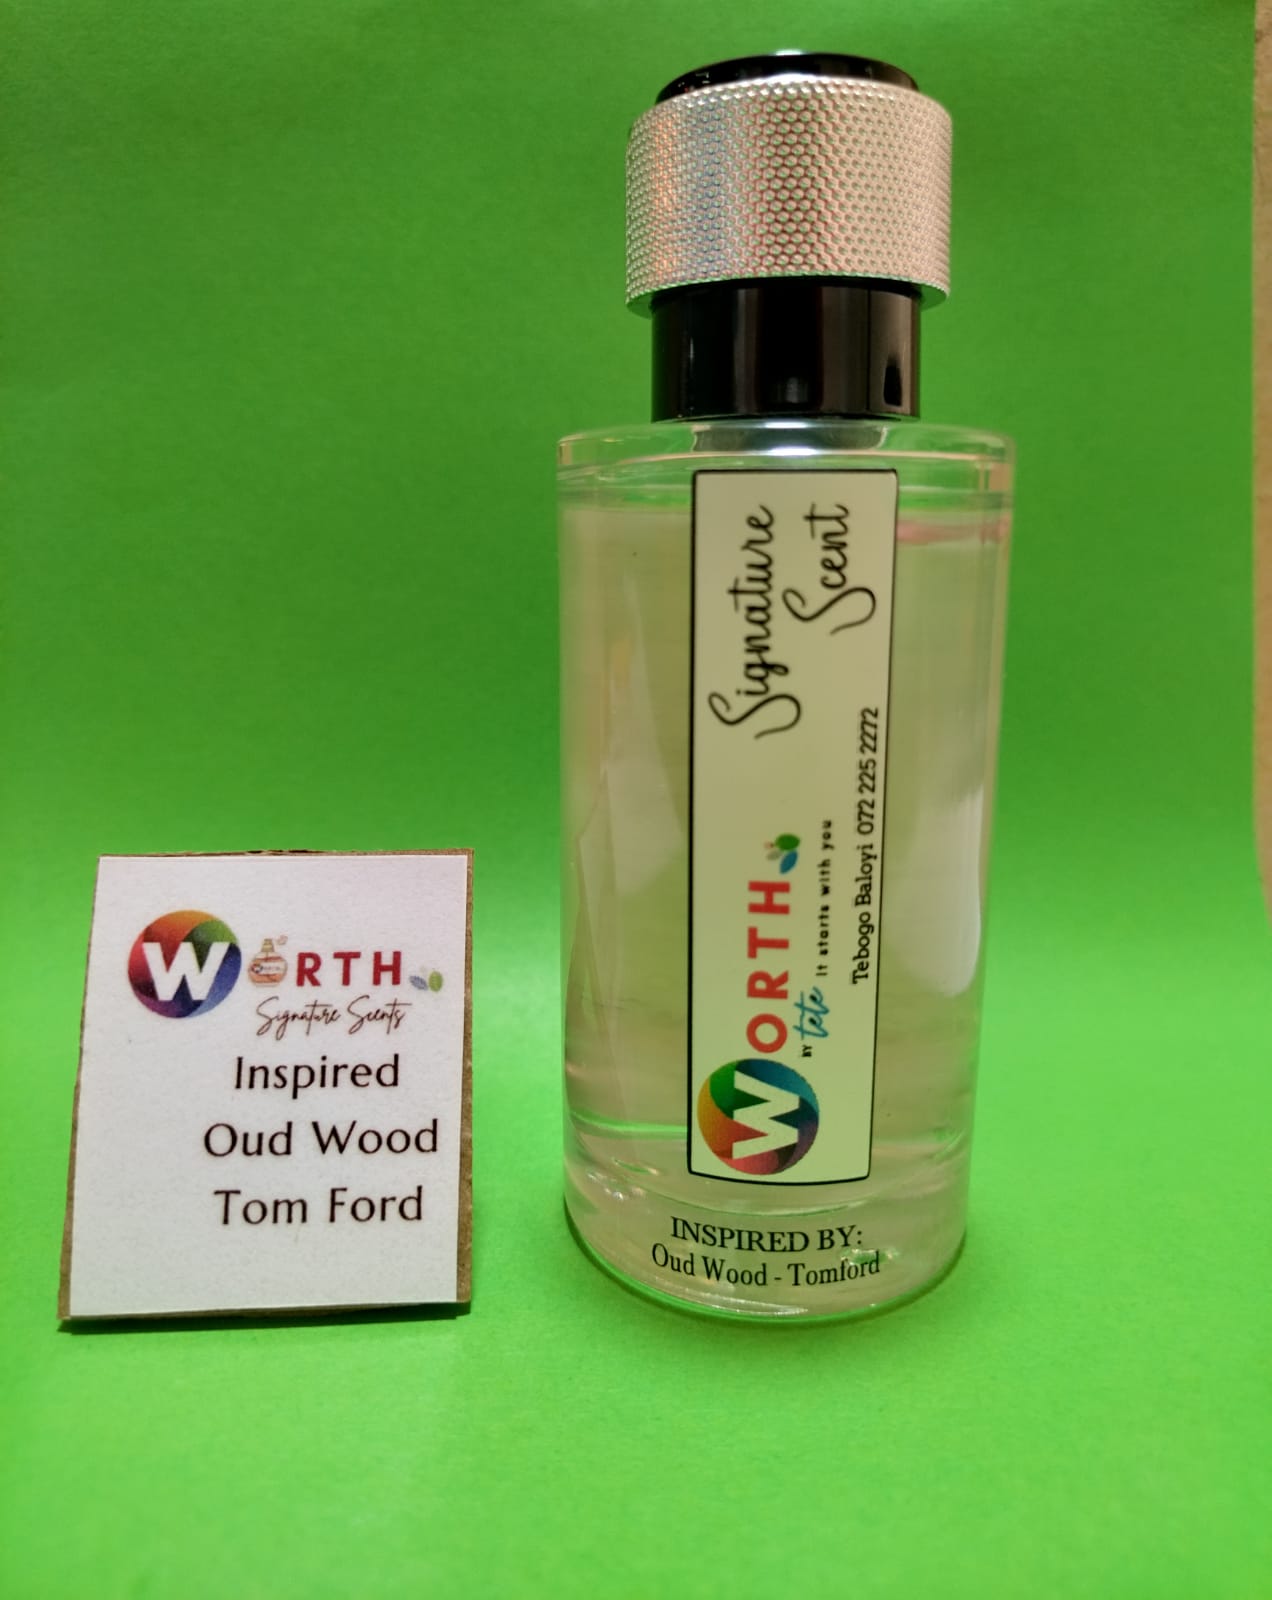 WORTH
Signature Scents
Inspired
Oud Wood
Tom Ford
Signature
Scent
WORTH
BY tete It starts with you
Tebogo Baloyi 072 225 2272
INSPIRED BY:
Oud Wood - Tomford